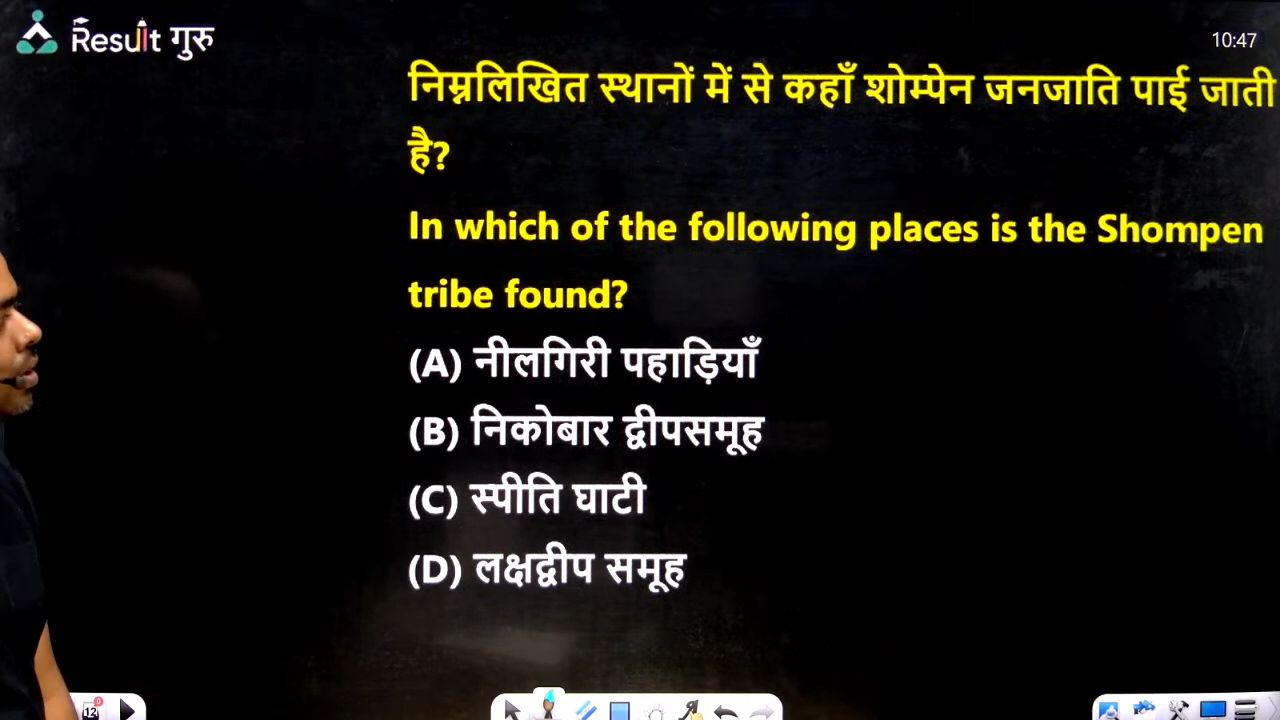 Result गुरु
10:47
निम्नलिखित स्थानों में से कहाँ शोम्पेन जनजाति पाई जाती
है?
In which of the following places is the Shompen
tribe found?
(A) नीलगिरी पहाड़ियाँ
(B) निकोबार द्वीपसमूह
(C) स्पीति घाटी
(D) लक्षद्वीप समूह
12